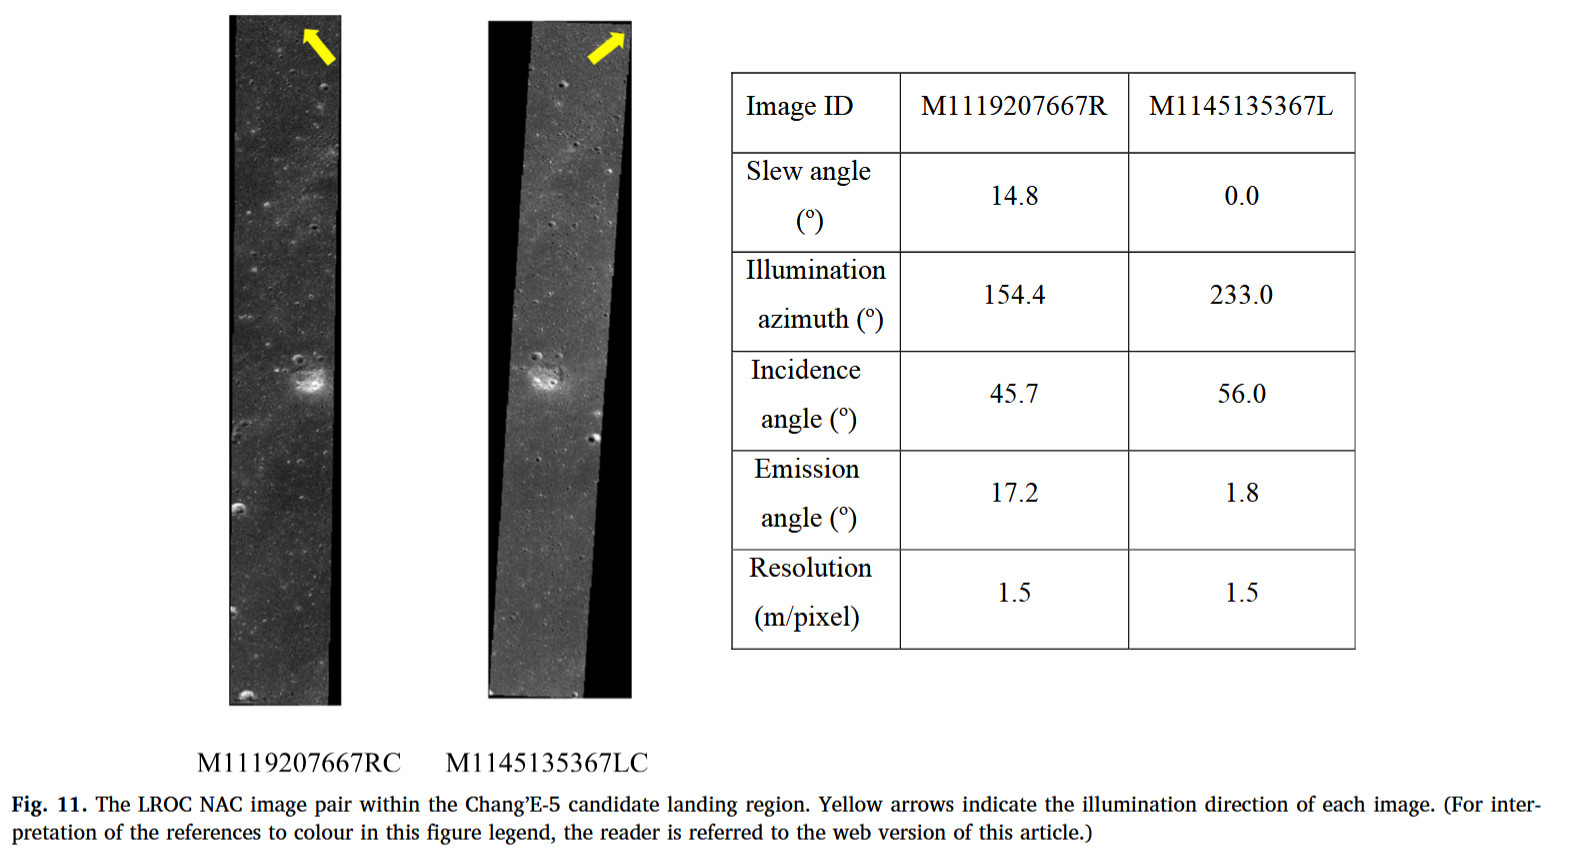 Image ID M1119207667R M1145135367L
Slew angle
(º) 14.8 0.0
Illumination
azimuth (º) 154.4 233.0
Incidence
angle (º) 45.7 56.0
Emission
angle (º) 17.2 1.8
Resolution
(m/pixel) 1.5 1.5
M1119207667RC M1145135367LC
Fig. 11. The LROC NAC image pair within the Chang’E-5 candidate landing region. Yellow arrows indicate the illumination direction of each image. (For inter-
pretation of the references to colour in this figure legend, the reader is referred to the web version of this article.)